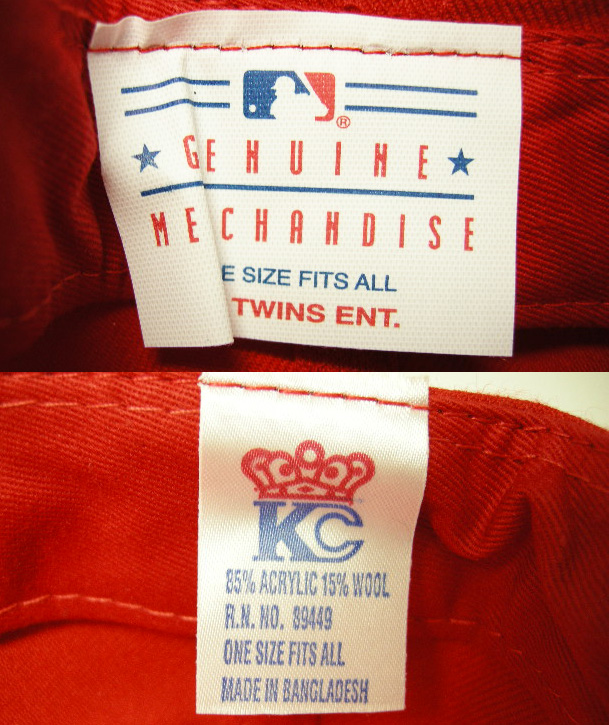 ®
GENUINE
MECHANDISE
E SIZE FITS ALL
TWINS ENT.
KC
85% ACRYLIC 15% WOOL
R.N. NO. 89449
ONE SIZE FITS ALL
MADE IN BANGLADESH